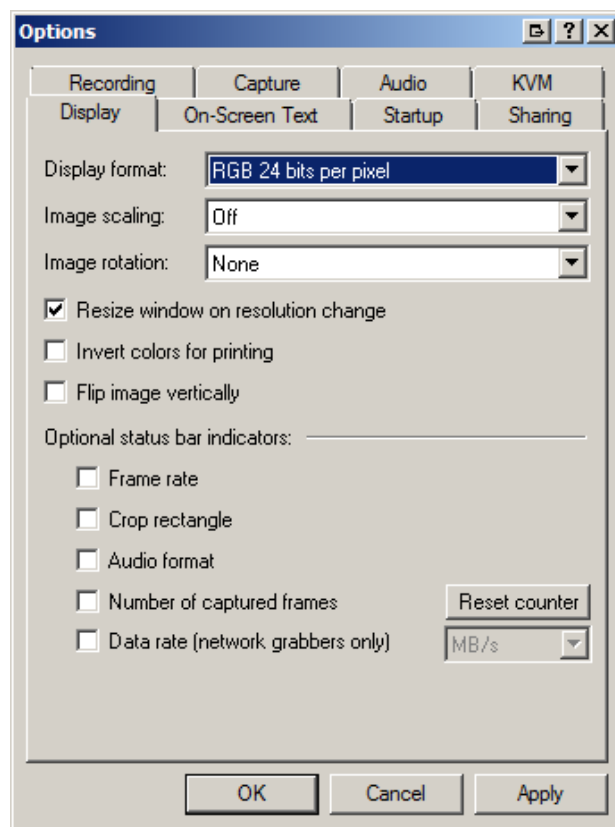 Options
Recording Capture Audio KVM
Display On-Screen Text Startup Sharing
Display format: RGB 24 bits per pixel
Image scaling: Off
Image rotation: None
Resize window on resolution change
Invert colors for printing
Flip image vertically
Optional status bar indicators:
Frame rate
Crop rectangle
Audio format
Number of captured frames Reset counter
Data rate (network grabbers only) MB/s
OK Cancel Apply